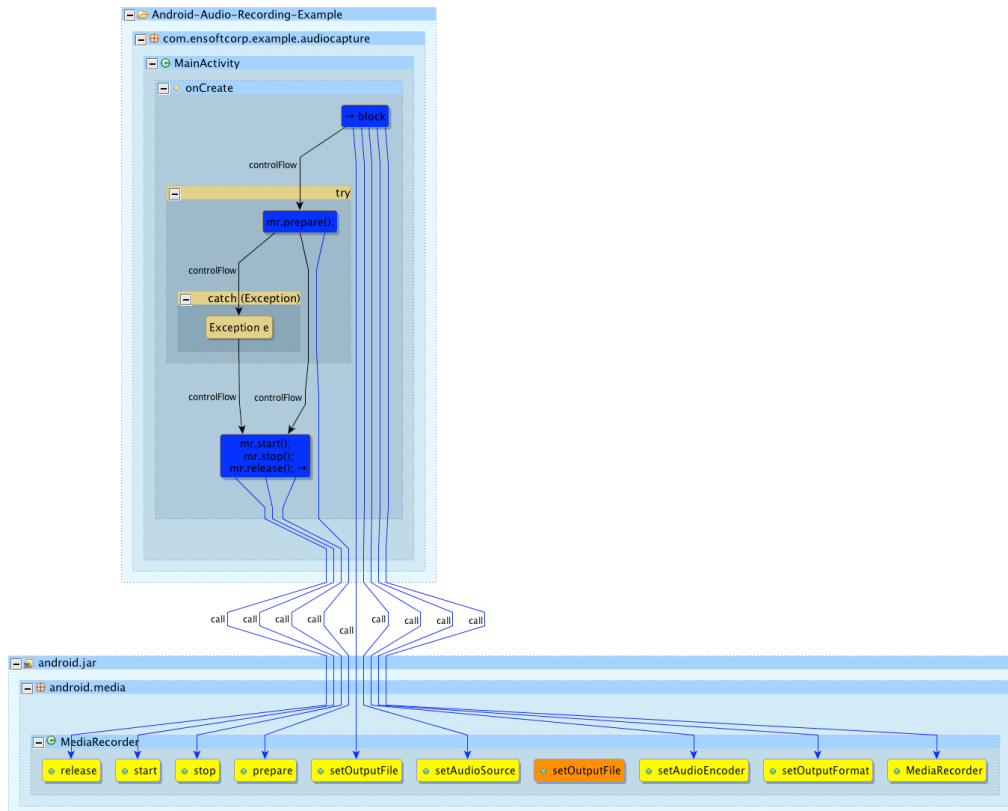 Android-Audio-Recording-Example
com.ensoftcorp.example.audiocapture
MainActivity
onCreate
→ block
controlFlow
try
mr.prepare();
controlFlow
catch (Exception)
Exception e
controlFlow controlFlow
mr.start();
mr.stop();
mr.release(); →
call call call call call call call call
call
android.jar
android.media
MediaRecorder
release start stop prepare setOutputFile setAudioSource setOutputFile setAudioEncoder setOutputFormat MediaRecorder